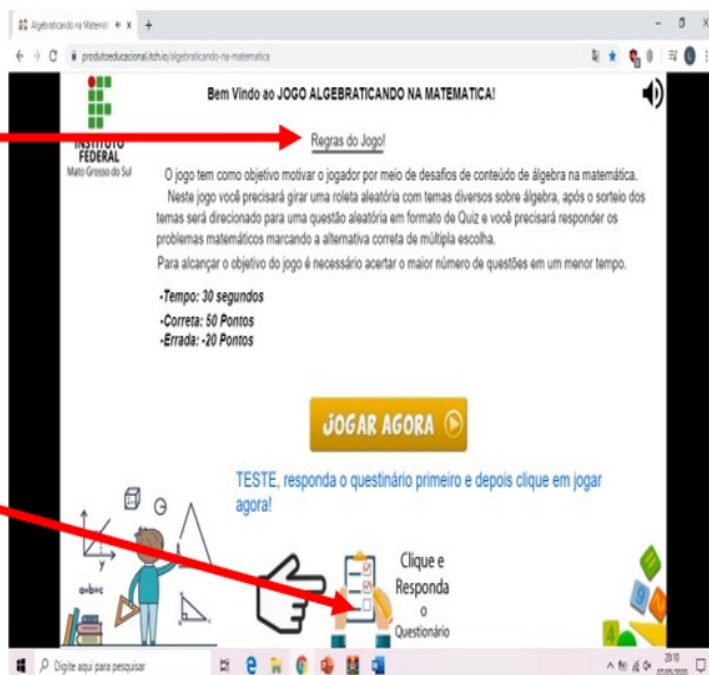 Algebraticando na Matemáti
produtoeducacional.itch.io/algebraticando-na-matematica
Bem Vindo ao JOGO ALGEBRATICANDO NA MATEMATICA!
INSTITUTO
FEDERAL
Mato Grosso do Sul
Regras do Jogo!
O jogo tem como objetivo motivar o jogador por meio de desafios de conteúdo de álgebra na matemática.
Neste jogo você precisará girar uma roleta aleatória com temas diversos sobre álgebra, após o sorteio dos
temas será direcionado para uma questão aleatória em formato de Quiz e você precisará responder os
problemas matemáticos marcando a alternativa correta de múltipla escolha.
Para alcançar o objetivo do jogo é necessário acertar o maior número de questões em um menor tempo.
-Tempo: 30 segundos
-Correta: 50 Pontos
-Errada: -20 Pontos
JOGAR AGORA
TESTE, responda o questinário primeiro e depois clique em jogar
agora!
y
a+b=c
Clique e
Responda
o
Questionário
Digite aqui para pesquisar
20:10